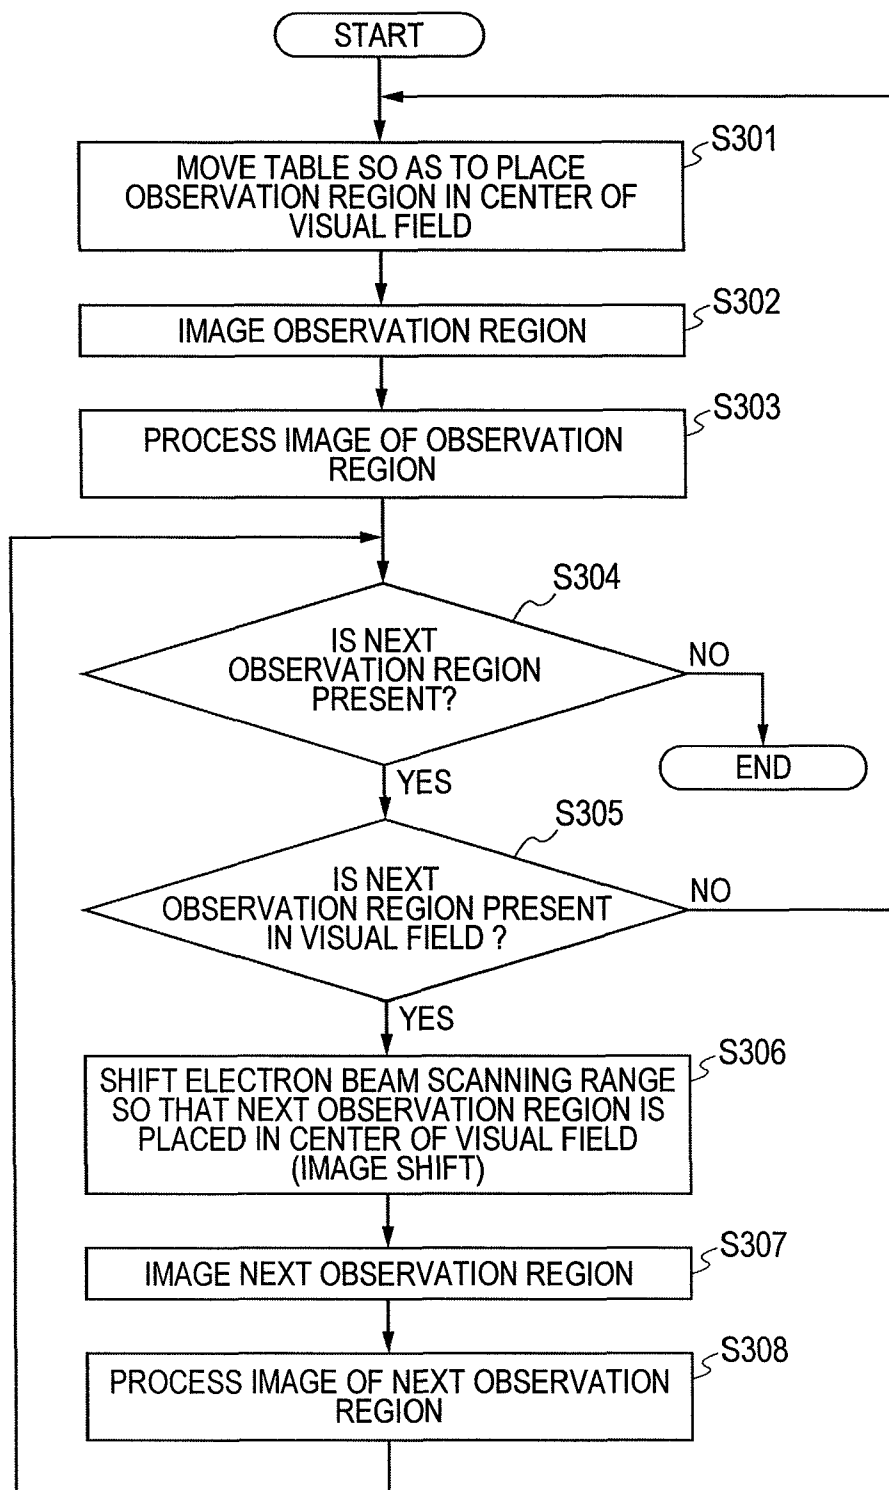 START
S301
MOVE TABLE SO AS TO PLACE
OBSERVATION REGION IN CENTER OF
VISUAL FIELD
S302
IMAGE OBSERVATION REGION
S303
PROCESS IMAGE OF OBSERVATION
REGION
S304
IS NEXT
OBSERVATION REGION
PRESENT?
NO
END
YES
S305
IS NEXT
OBSERVATION REGION PRESENT
IN VISUAL FIELD ?
NO
YES
S306
SHIFT ELECTRON BEAM SCANNING RANGE
SO THAT NEXT OBSERVATION REGION IS
PLACED IN CENTER OF VISUAL FIELD
(IMAGE SHIFT)
S307
IMAGE NEXT OBSERVATION REGION
S308
PROCESS IMAGE OF NEXT OBSERVATION
REGION